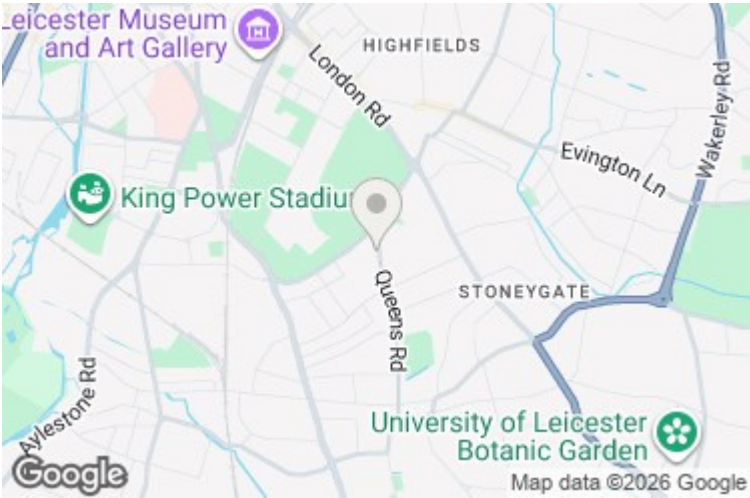 Leicester Museum
and Art Gallery
HIGHFIELDS
London Rd
Wakerley Rd
Evington Ln
King Power Stadiu
Queens Rd
STONEYGATE
Aylestone Rd
University of Leicester
Botanic Garden
Google
Map data ©2026 Google